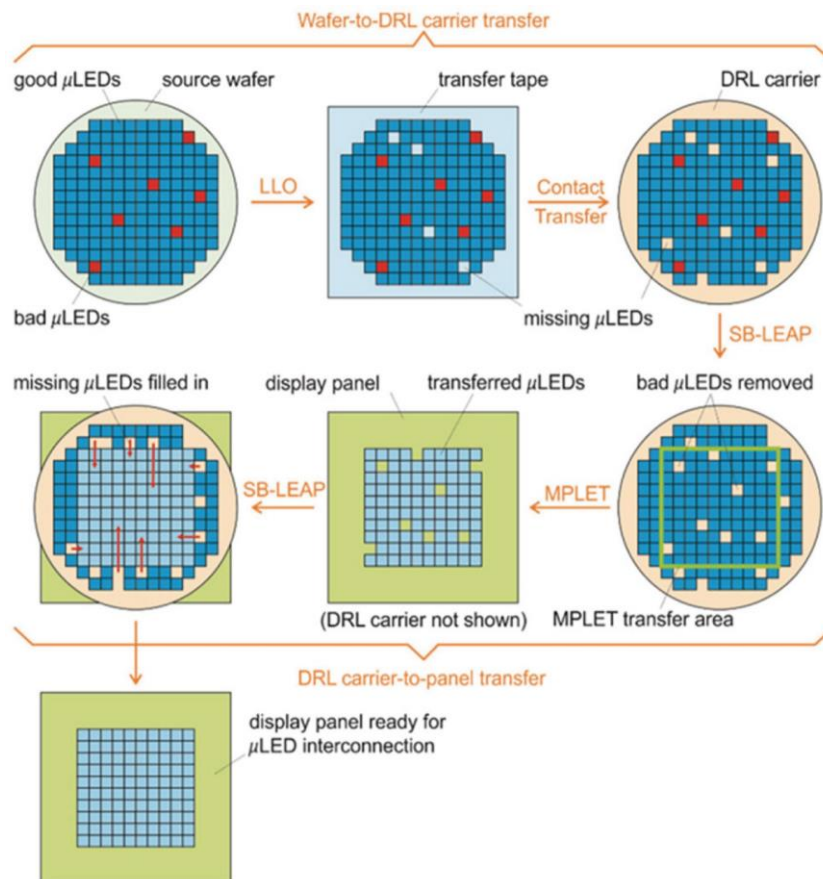 Wafer-to-DRL carrier transfer
good μLEDs
source wafer
transfer tape
DRL carrier
LLO
Contact
Transfer
bad μLEDs
missing μLEDs
SB-LEAP
missing μLEDs filled in
display panel
transferred μLEDs
bad μLEDs removed
SB-LEAP
MPLET
(DRL carrier not shown)
MPLET transfer area
DRL carrier-to-panel transfer
display panel ready for
μLED interconnection